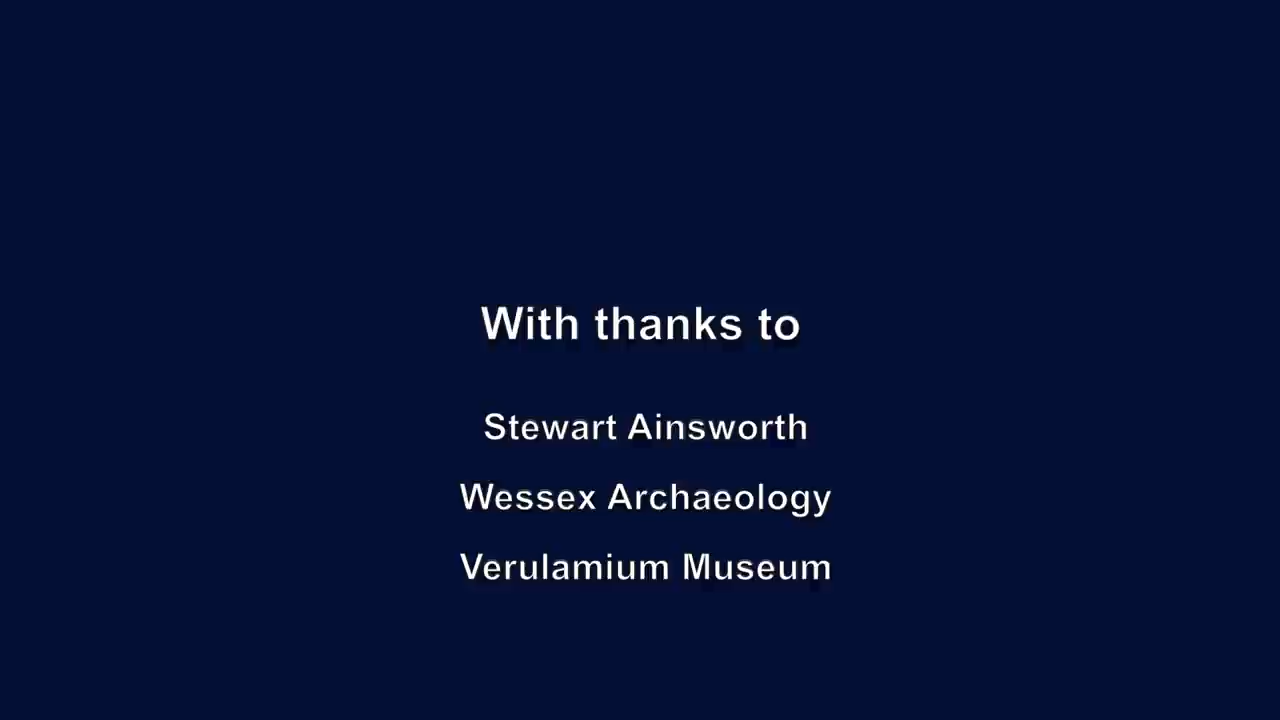 With thanks to
Stewart Ainsworth
Wessex Archaeology
Verulamium Museum